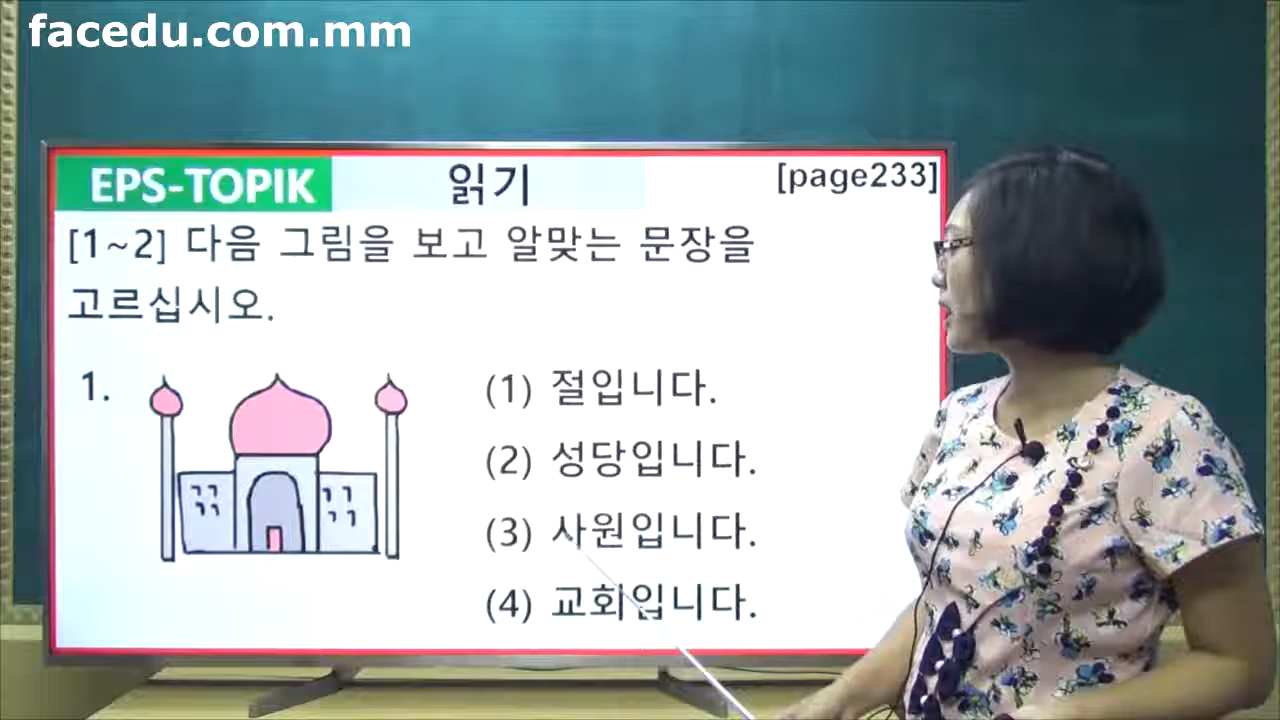 facedu.com.mm
EPS-TOPIK 읽기 [page233]
[1~2] 다음 그림을 보고 알맞는 문장을
고르십시오.
1.
(1) 절입니다.
(2) 성당입니다.
(3) 사원입니다.
(4) 교회입니다.